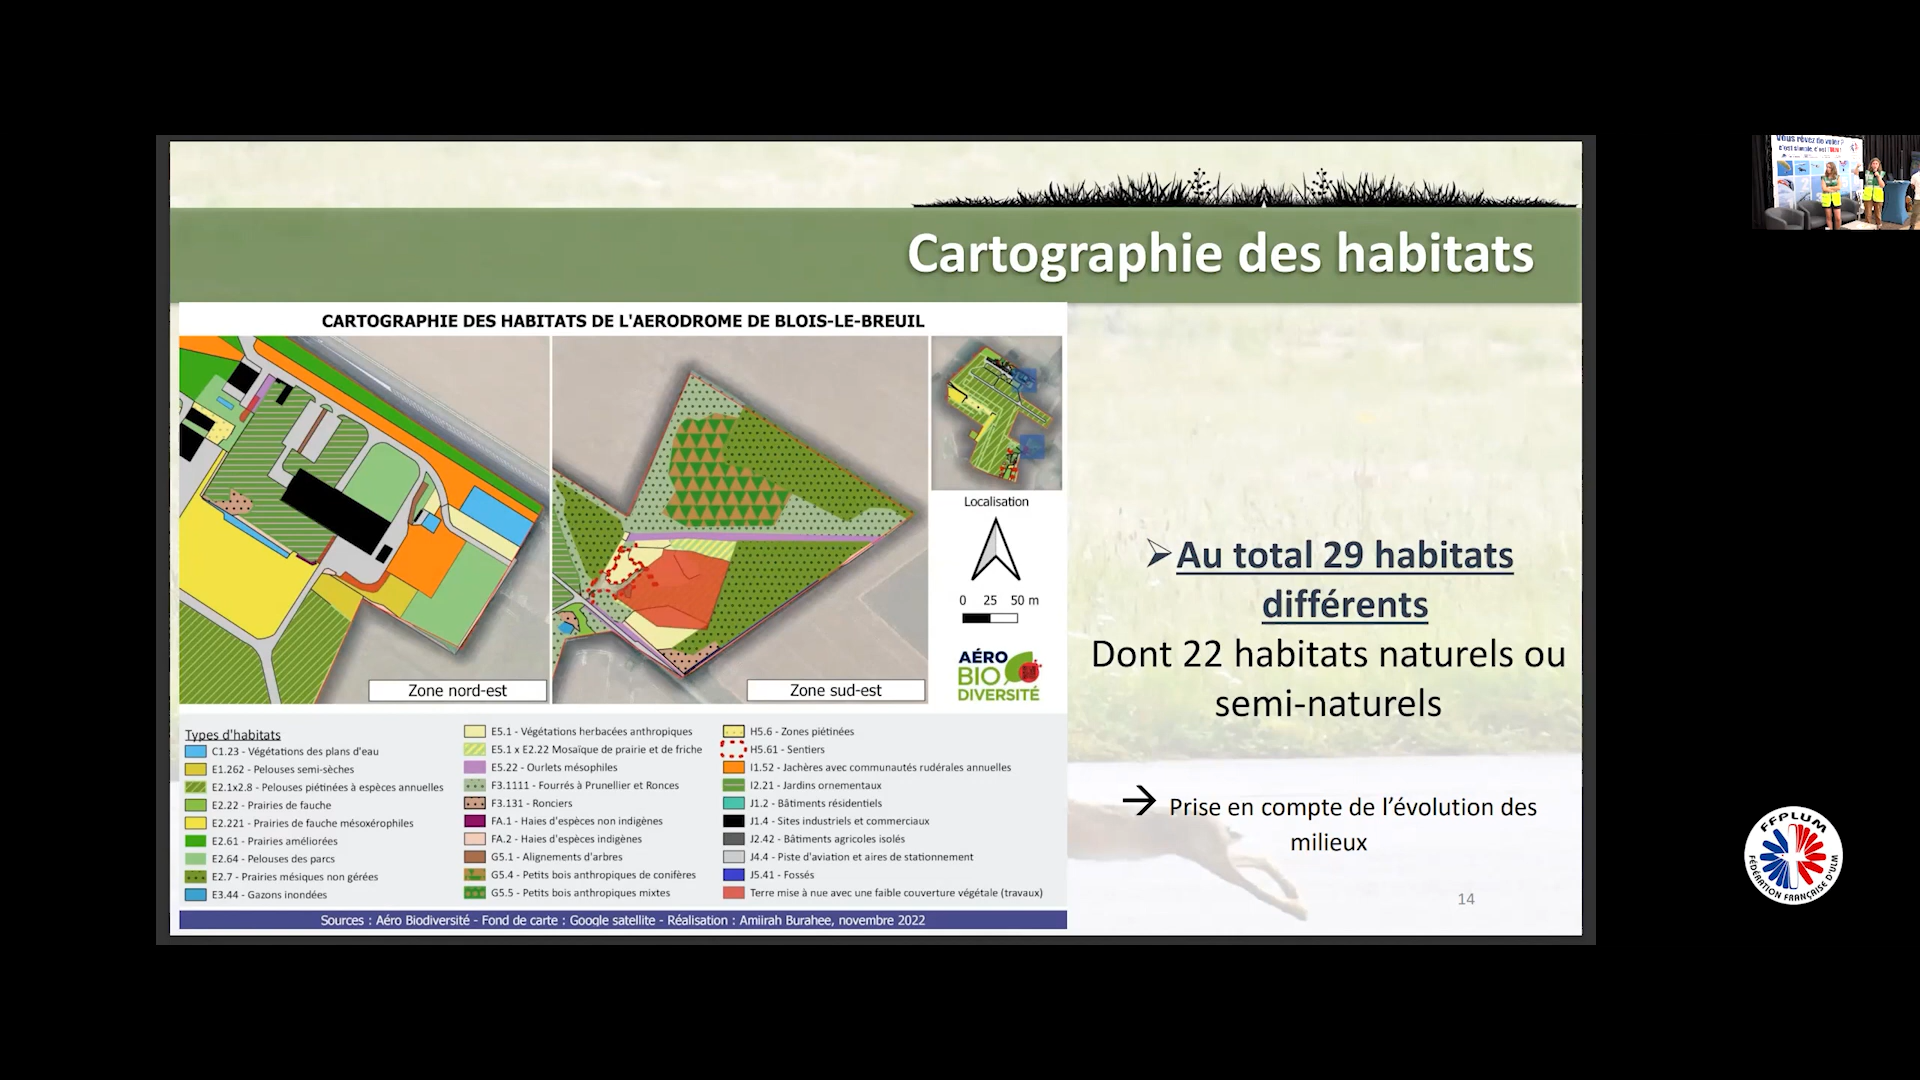 Cartographie des habitats
CARTOGRAPHIE DES HABITATS DE L'AERODROME DE BLOIS-LE-BREUIL
Zone nord-est
Zone sud-est
Localisation
0 25 50 m
AÉRO
BIO
DIVERSITÉ
Types d'habitats
C1.23 - Végétations des plans d'eau
E1.262 - Pelouses semi-sèches
E2.1x2.8 - Pelouses piétinées à espèces annuelles
E2.22 - Prairies de fauche
E2.221 - Prairies de fauche mésoxérophiles
E2.61 - Prairies améliorées
E2.64 - Pelouses des parcs
E2.7 - Prairies mésiques non gérées
E3.44 - Gazons inondées
E5.1 - Végétations herbacées anthropiques
E5.1 x E2.22 Mosaïque de prairie et de friche
E5.22 - Ourlets mésophiles
F3.1111 - Fourrés à Prunellier et Ronces
F3.131 - Ronciers
FA.1 - Haies d'espèces non indigènes
FA.2 - Haies d'espèces indigènes
G5.1 - Alignements d'arbres
G5.4 - Petits bois anthropiques de conifères
G5.5 - Petits bois anthropiques mixtes
H5.6 - Zones piétinées
H5.61 - Sentiers
I1.52 - Jachères avec communautés rudérales annuelles
I2.21 - Jardins ornementaux
J1.2 - Bâtiments résidentiels
J1.4 - Sites industriels et commerciaux
J2.42 - Bâtiments agricoles isolés
J4.4 - Piste d'aviation et aires de stationnement
J5.41 - Fossés
Terre mise à nue avec une faible couverture végétale (travaux)
Sources : Aéro Biodiversité - Fond de carte : Google satellite - Réalisation : Amiirah Burahee, novembre 2022
Au total 29 habitats
différents
Dont 22 habitats naturels ou
semi-naturels
Prise en compte de l'évolution des
milieux
14
Vous rêvez de voler ?
c'est simple, c'est l'ULM !
FFPLUM
FÉDÉRATION FRANÇAISE D'ULM